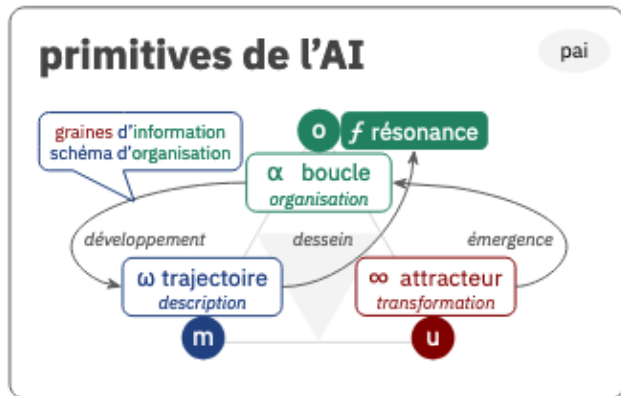 primitives de l'AI
pai
graines d'information
schéma d'organisation
o
ƒ résonance
α boucle
organisation
développement
dessein
émergence
ω trajectoire
description
∞ attracteur
transformation
m
u